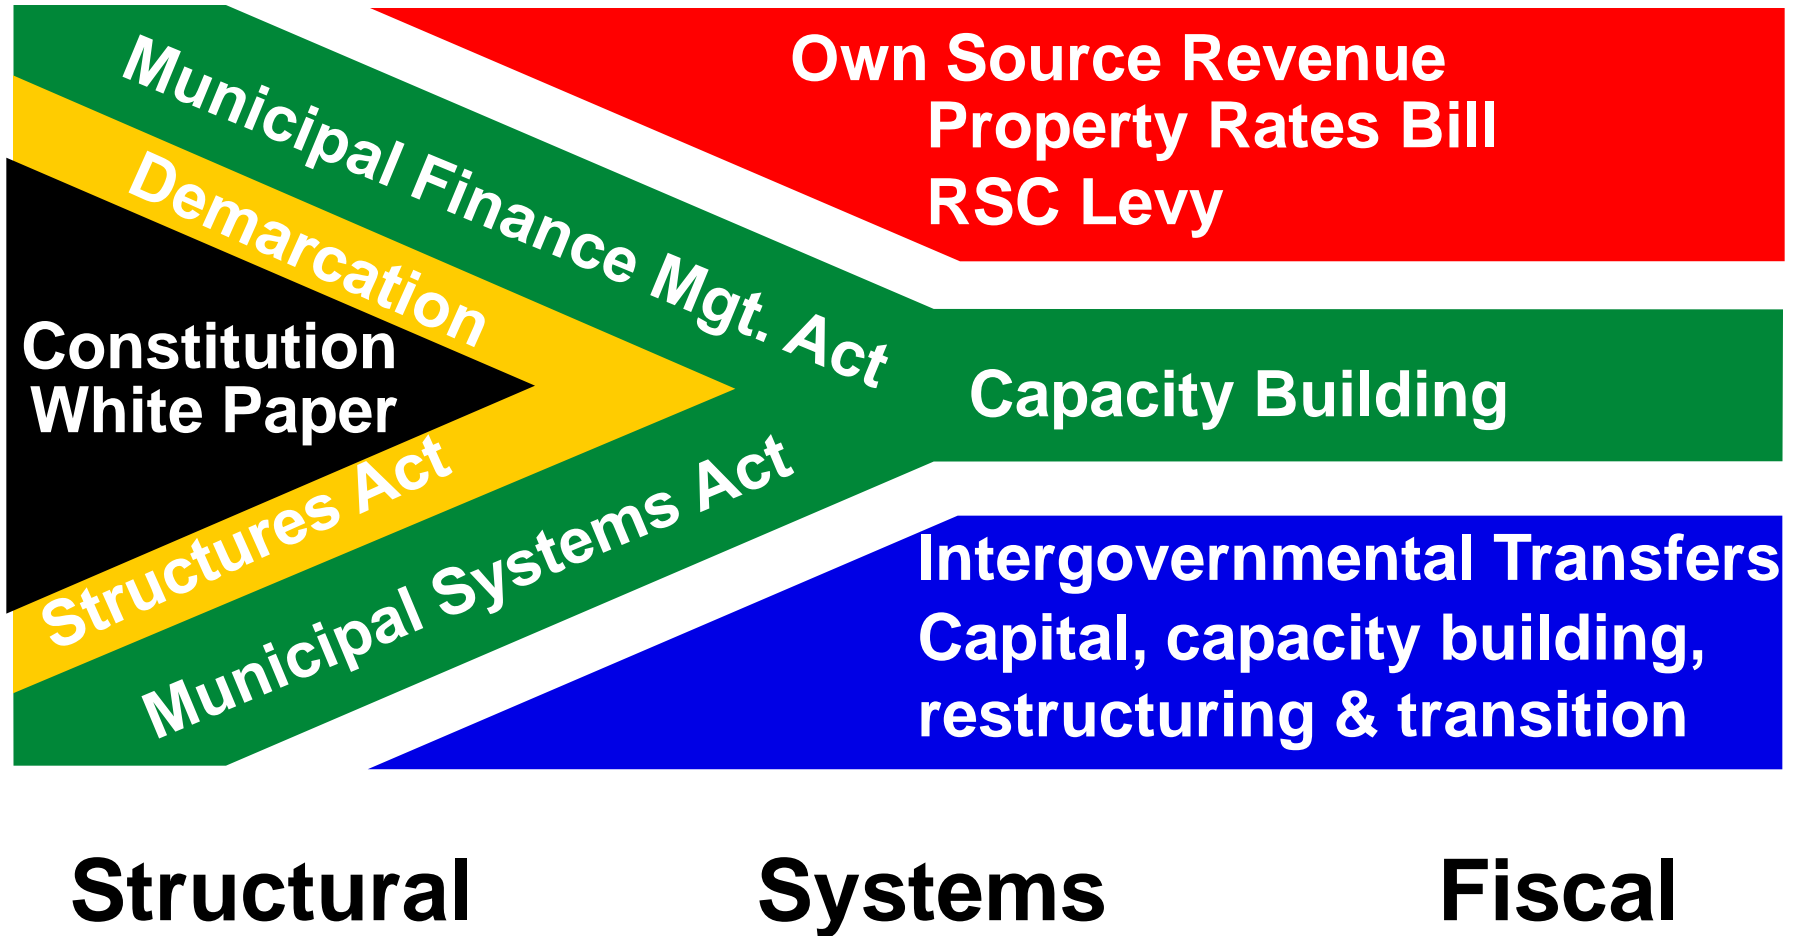 Own Source Revenue
Property Rates Bill
RSC Levy
Municipal Finance Mgt. Act
Demarcation
Constitution
White Paper
Structures Act
Municipal Systems Act
Capacity Building
Intergovernmental Transfers
Capital, capacity building,
restructuring & transition
Structural
Systems
Fiscal